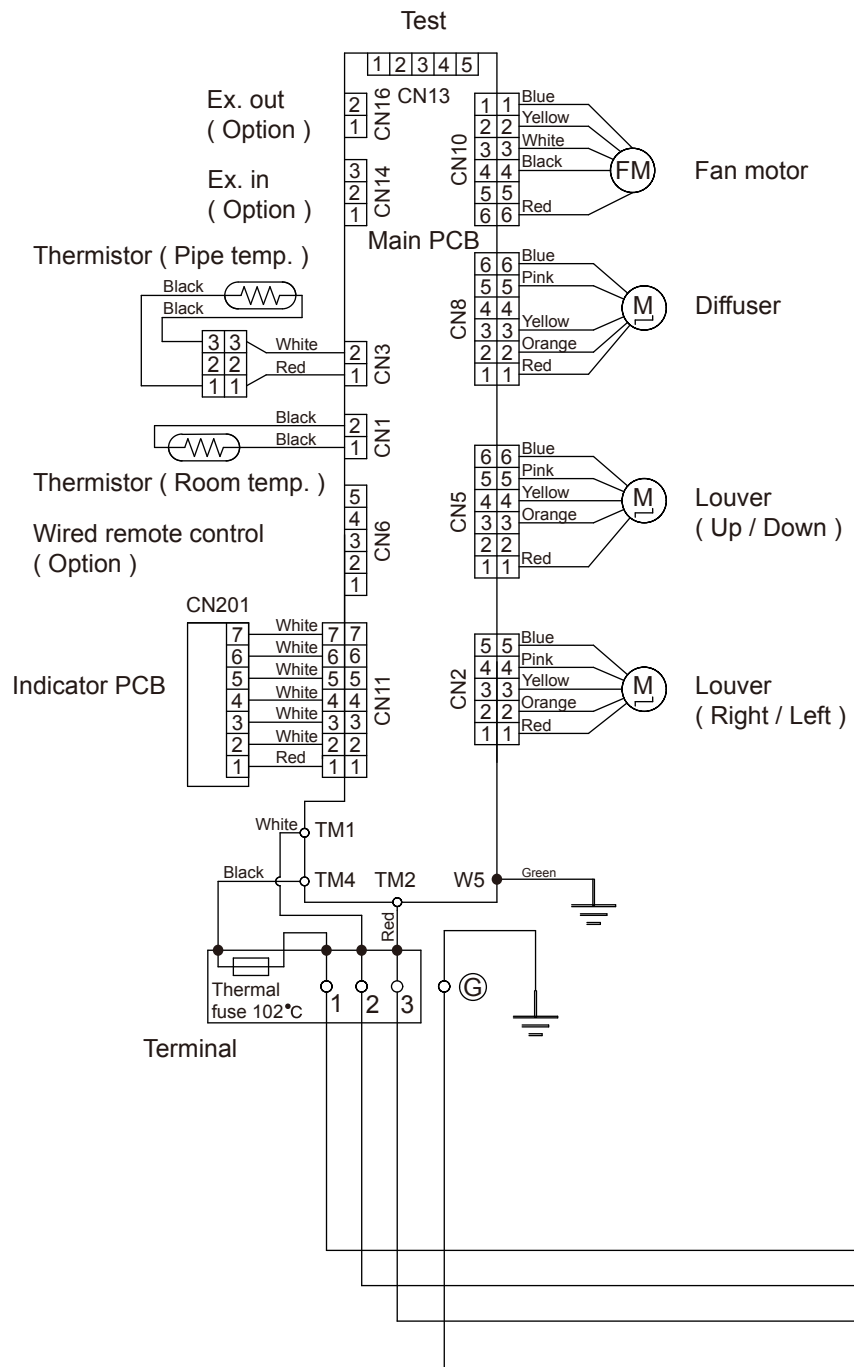 Test
1 2 3 4 5
CN13
Ex. out
( Option )
2
1
CN16
Ex. in
( Option )
3
2
1
CN14
Main PCB
Thermistor ( Pipe temp. )
Black
Black
3 3
2 2
1 1
White
Red
2
1
CN3
Black
Black
2
1
CN1
Thermistor ( Room temp. )
Wired remote control
( Option )
5
4
3
2
1
CN6
CN201
Indicator PCB
7 White 7 7
6 White 6 6
5 White 5 5
4 White 4 4
3 White 3 3
2 White 2 2
1 Red 1 1
CN11
CN10
1 1 Blue
2 2 Yellow
3 3 White
4 4 Black
5 5
6 6 Red
FM
Fan motor
CN8
6 6 Blue
5 5 Pink
4 4
3 3 Yellow
2 2 Orange
1 1 Red
M
Diffuser
CN5
6 6 Blue
5 5 Pink
4 4 Yellow
3 3 Orange
2 2
1 1 Red
M
Louver
( Up / Down )
CN2
5 5 Blue
4 4 Pink
3 3 Yellow
2 2 Orange
1 1 Red
M
Louver
( Right / Left )
White TM1
Black TM4
TM2
W5
Green
Red
Thermal
fuse 102°C
1 2 3 G
Terminal